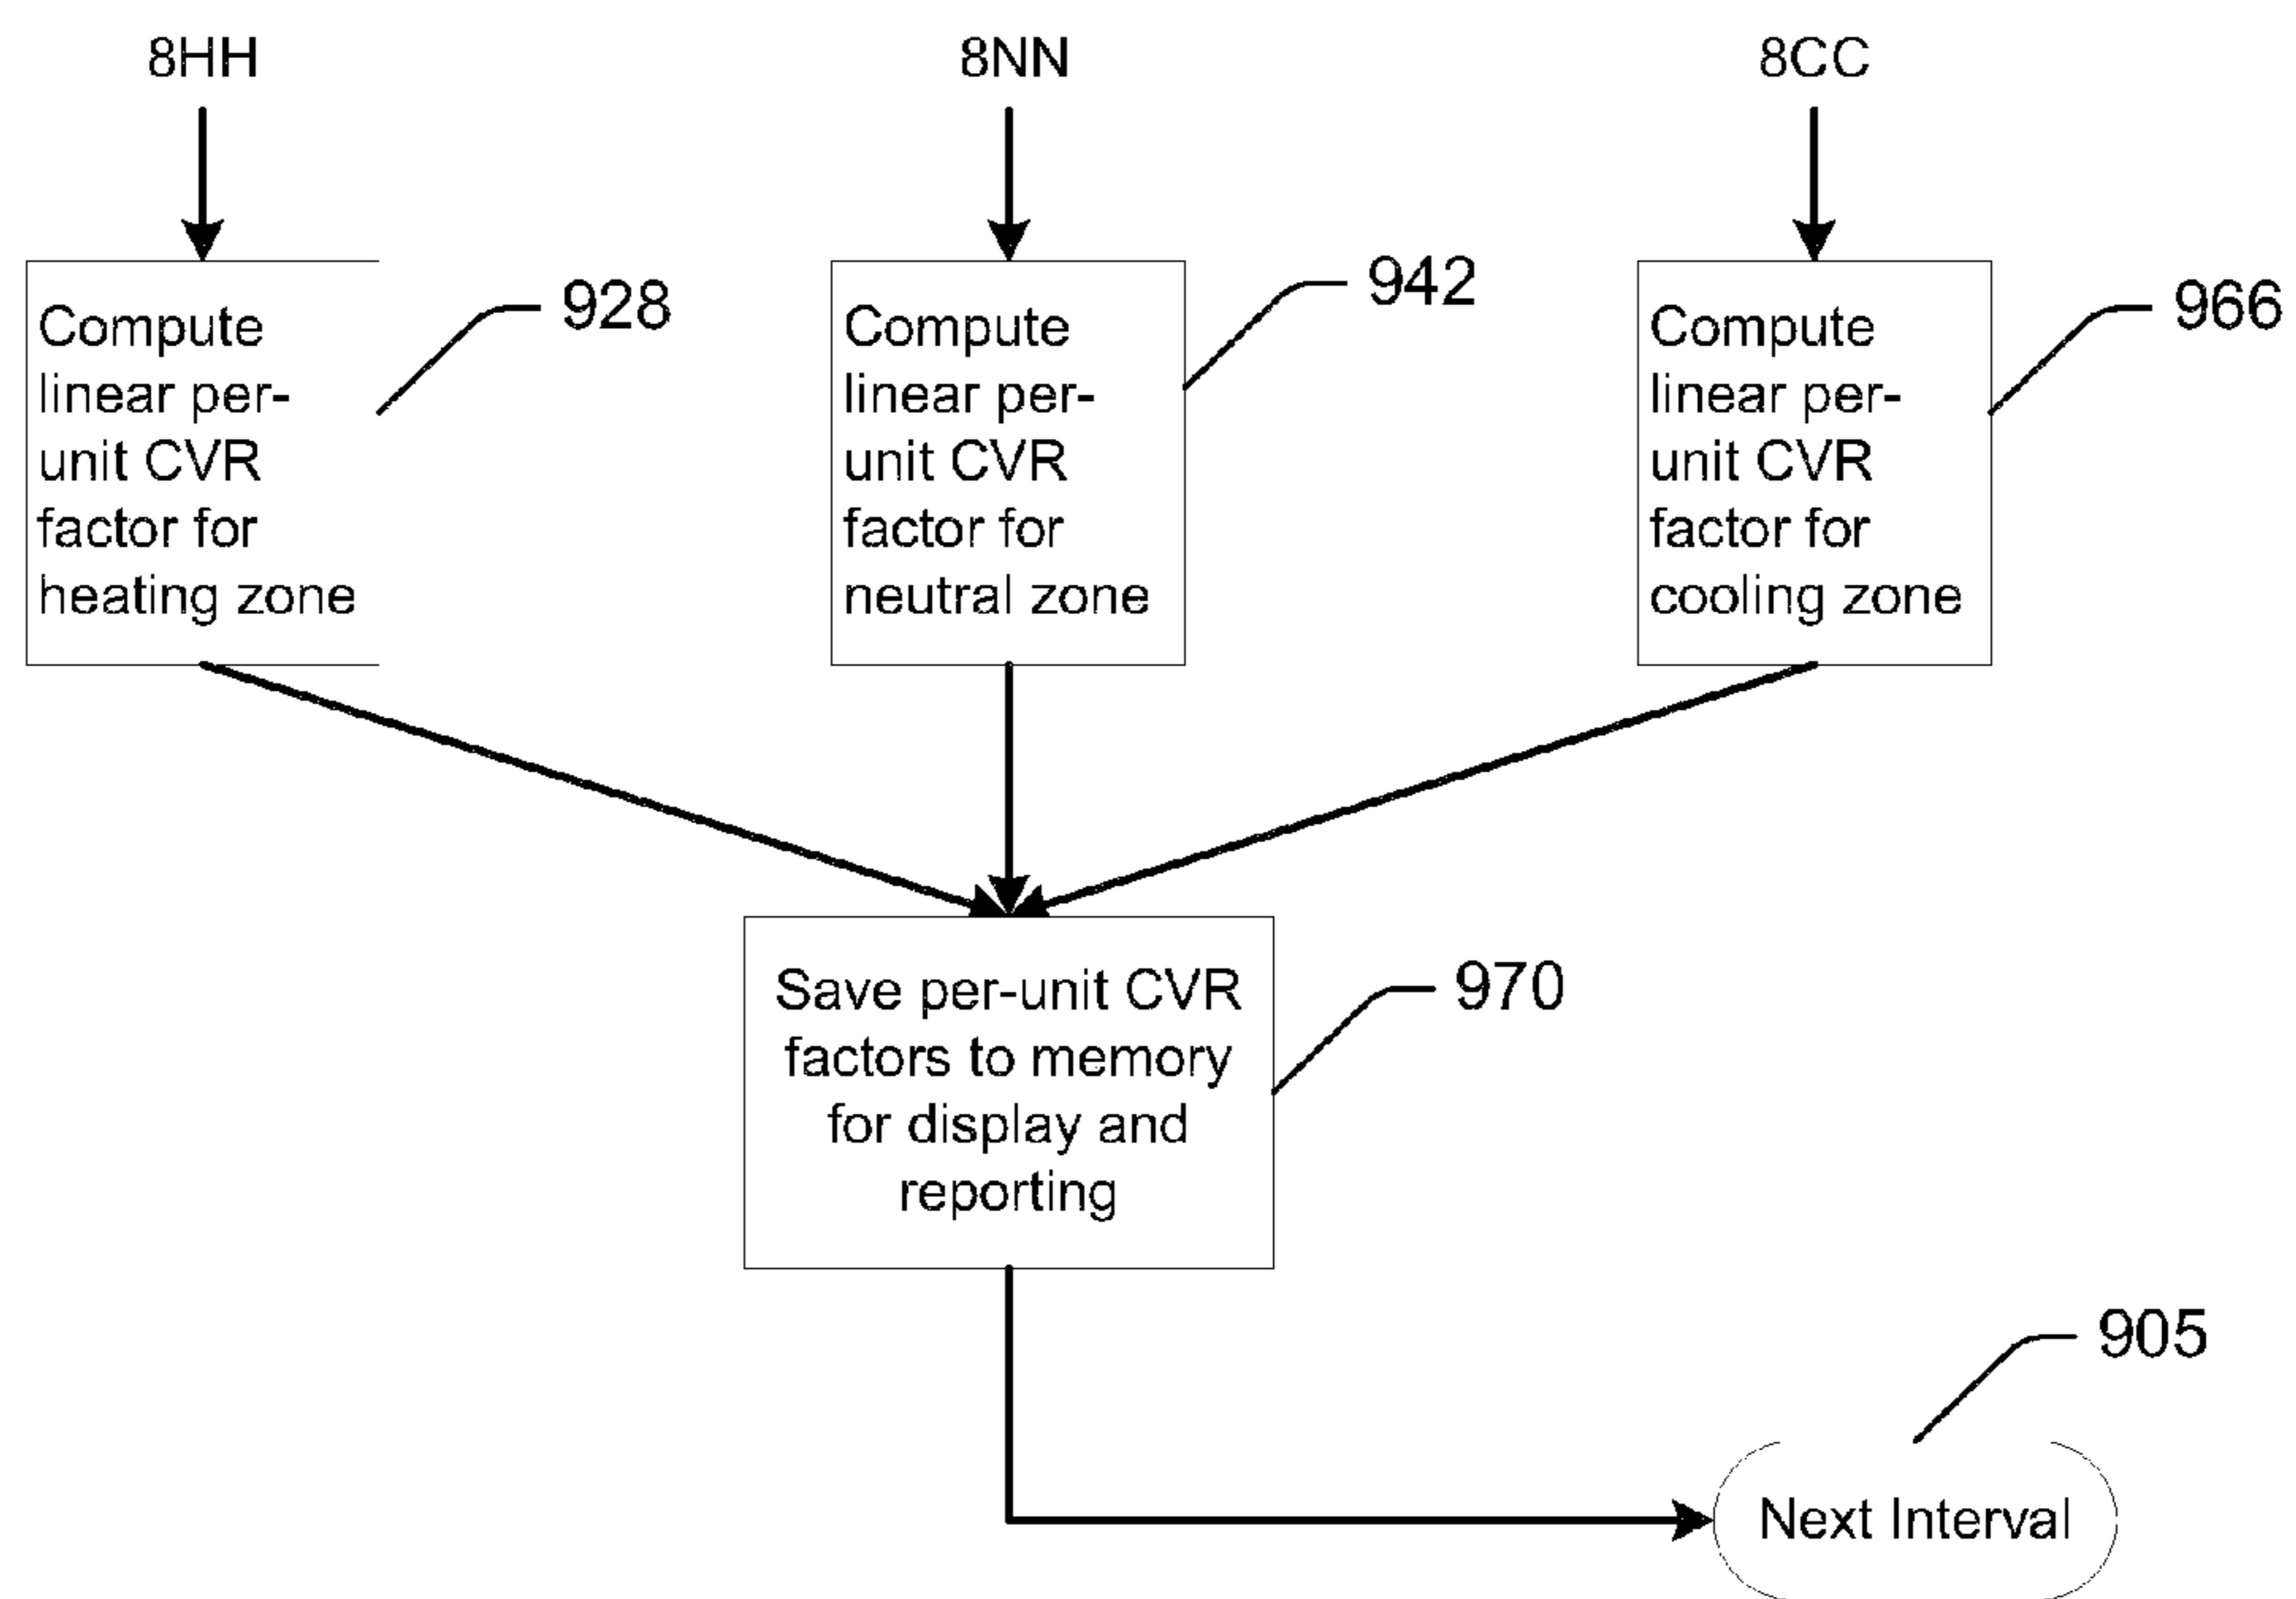 8HH
8NN
8CC
Compute
linear per-
unit CVR
factor for
heating zone
928
Compute
linear per-
unit CVR
factor for
neutral zone
942
Compute
linear per-
unit CVR
factor for
cooling zone
966
Save per-unit CVR
factors to memory
for display and
reporting
970
905
Next Interval